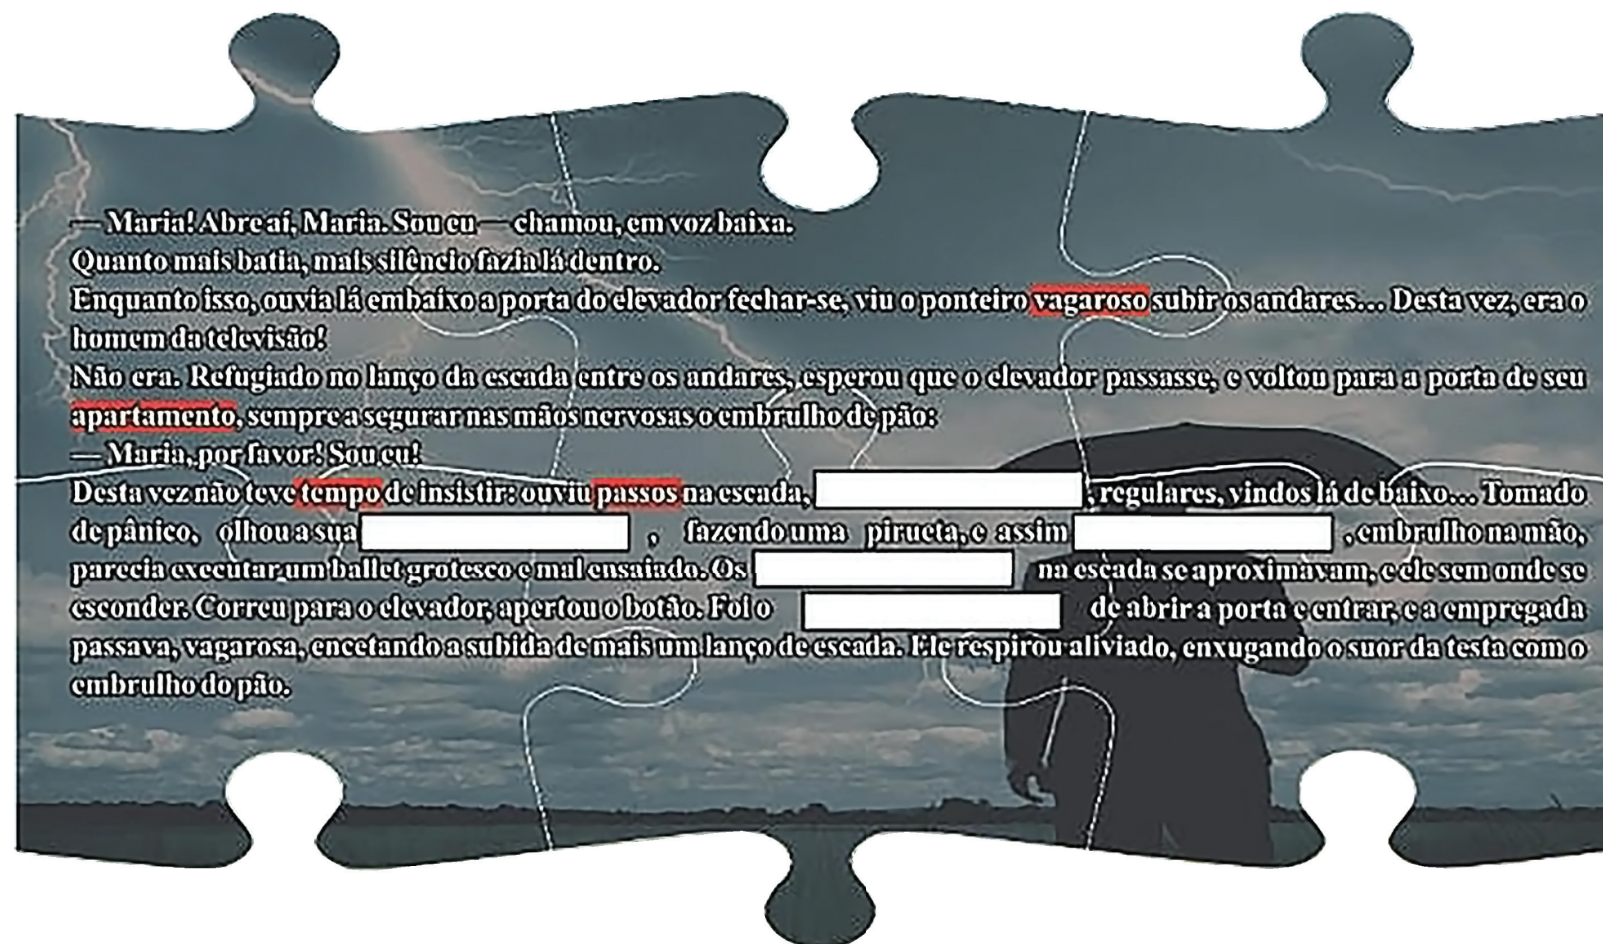 — Maria! Abre aí, Maria. Sou eu — chamou, em voz baixa.
Quanto mais batia, mais silêncio fazia lá dentro.
Enquanto isso, ouvia lá embaixo a porta do elevador fechar-se, viu o ponteiro vagaroso subir os andares... Desta vez, era o
homem da televisão!
Não era. Refugiado no lanço da escada entre os andares, esperou que o elevador passasse, e voltou para a porta de seu
apartamento, sempre a segurar nas mãos nervosas o embrulho de pão:
— Maria, por favor! Sou eu!
Desta vez não teve tempo de insistir: ouviu passos na escada, , regulares, vindos lá de baixo... Tomado
de pânico, olhou a sua , fazendo uma pirueta, e assim , embrulho na mão,
parecia executar um ballet grotesco e mal ensaiado. Os na escada se aproximavam, e ele sem onde se
esconder. Correu para o elevador, apertou o botão. Foi o de abrir a porta e entrar, e a empregada
passava, vagarosa, encetando a subida de mais um lanço de escada. Ele respirou aliviado, enxugando o suor da testa com o
embrulho do pão.